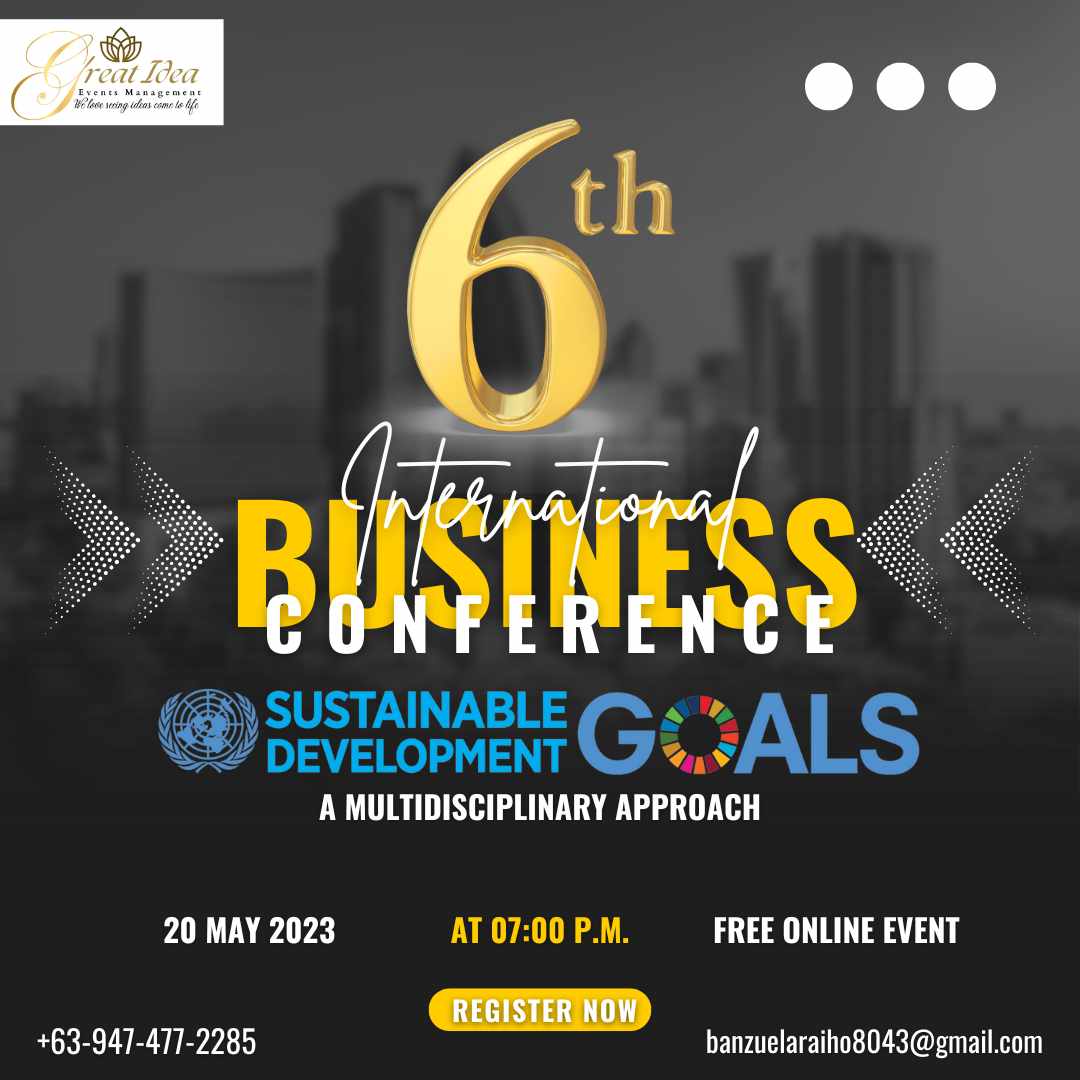 Great Idea
Events Management
We love seeing ideas come to life
6th
International
BUSINESS
CONFERENCE
SUSTAINABLE
DEVELOPMENT
GOALS
A MULTIDISCIPLINARY APPROACH
20 MAY 2023
AT 07:00 P.M.
FREE ONLINE EVENT
REGISTER NOW
+63-947-477-2285
banzuelaraiho8043@gmail.com